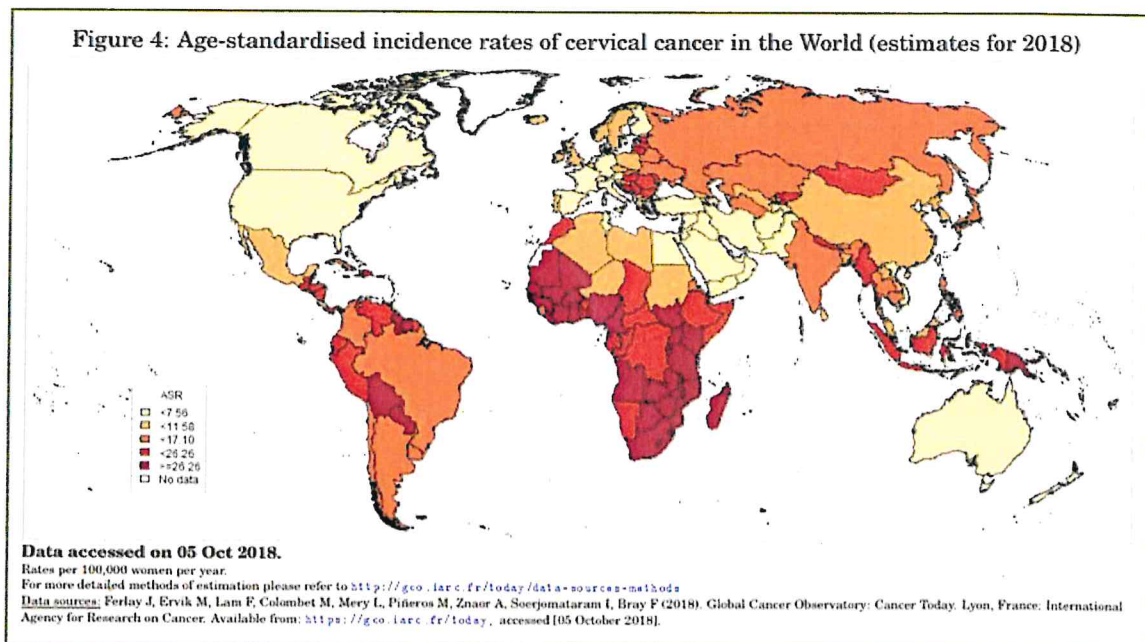 Figure 4: Age-standardised incidence rates of cervical cancer in the World (estimates for 2018)
ASR
<7.56
<11.58
<17.10
<26.26
>=26.26
No data
Data accessed on 05 Oct 2018.
Rates per 100,000 women per year.
For more detailed methods of estimation please refer to http://gco.iarc.fr/today/data-sources-methods
Data sources: Ferlay J, Ervik M, Lam F, Colombet M, Mery L, Piñeros M, Znaor A, Soerjomataram I, Bray F (2018). Global Cancer Observatory: Cancer Today. Lyon, France: International
Agency for Research on Cancer. Available from: https://gco.iarc.fr/today, accessed [05 October 2018].